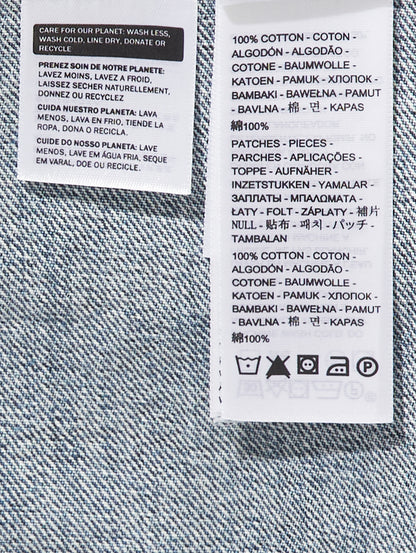 CARE FOR OUR PLANET: WASH LESS,
WASH COLD, LINE DRY, DONATE OR
RECYCLE
PRENEZ SOIN DE NOTRE PLANETE:
LAVEZ MOINS, LAVEZ A FROID,
LAISSEZ SECHER NATURELLEMENT,
DONNEZ OU RECYCLEZ
CUIDA NUESTRO PLANETA: LAVA
MENOS, LAVA EN FRIO, TIENDE LA
ROPA, DONA O RECICLA.
CUIDE DO NOSSO PLANETA: LAVE
MENOS, LAVE EM ÁGUA FRIA, SEQUE
EM VARAL, DOE OU RECICLE.
100% COTTON - COTON -
ALGODÓN - ALGODÃO -
COTONE - BAUMWOLLE -
KATOEN - PAMUK - ХЛОПОК -
BAMBAKI - BAWEŁNA - PAMUT
- BAVLNA - 棉 - 면 - KAPAS
綿100%
PATCHES - PIECES -
PARCHES - APLICAÇÕES -
TOPPE - AUFNÄHER -
INZETSTUKKEN - YAMALAR -
ЗАПЛАТЫ - ΜΠΑΛΩΜΑΤΑ -
ŁATY - FOLT - ZÁPLATY - 補片
NULL - 貼布 - 패치 - パッチ -
TAMBALAN
100% COTTON - COTON -
ALGODÓN - ALGODÃO -
COTONE - BAUMWOLLE -
KATOEN - PAMUK - ХЛОПОК -
BAMBAKI - BAWEŁNA - PAMUT
- BAVLNA - 棉 - 면 - KAPAS
綿100%
P